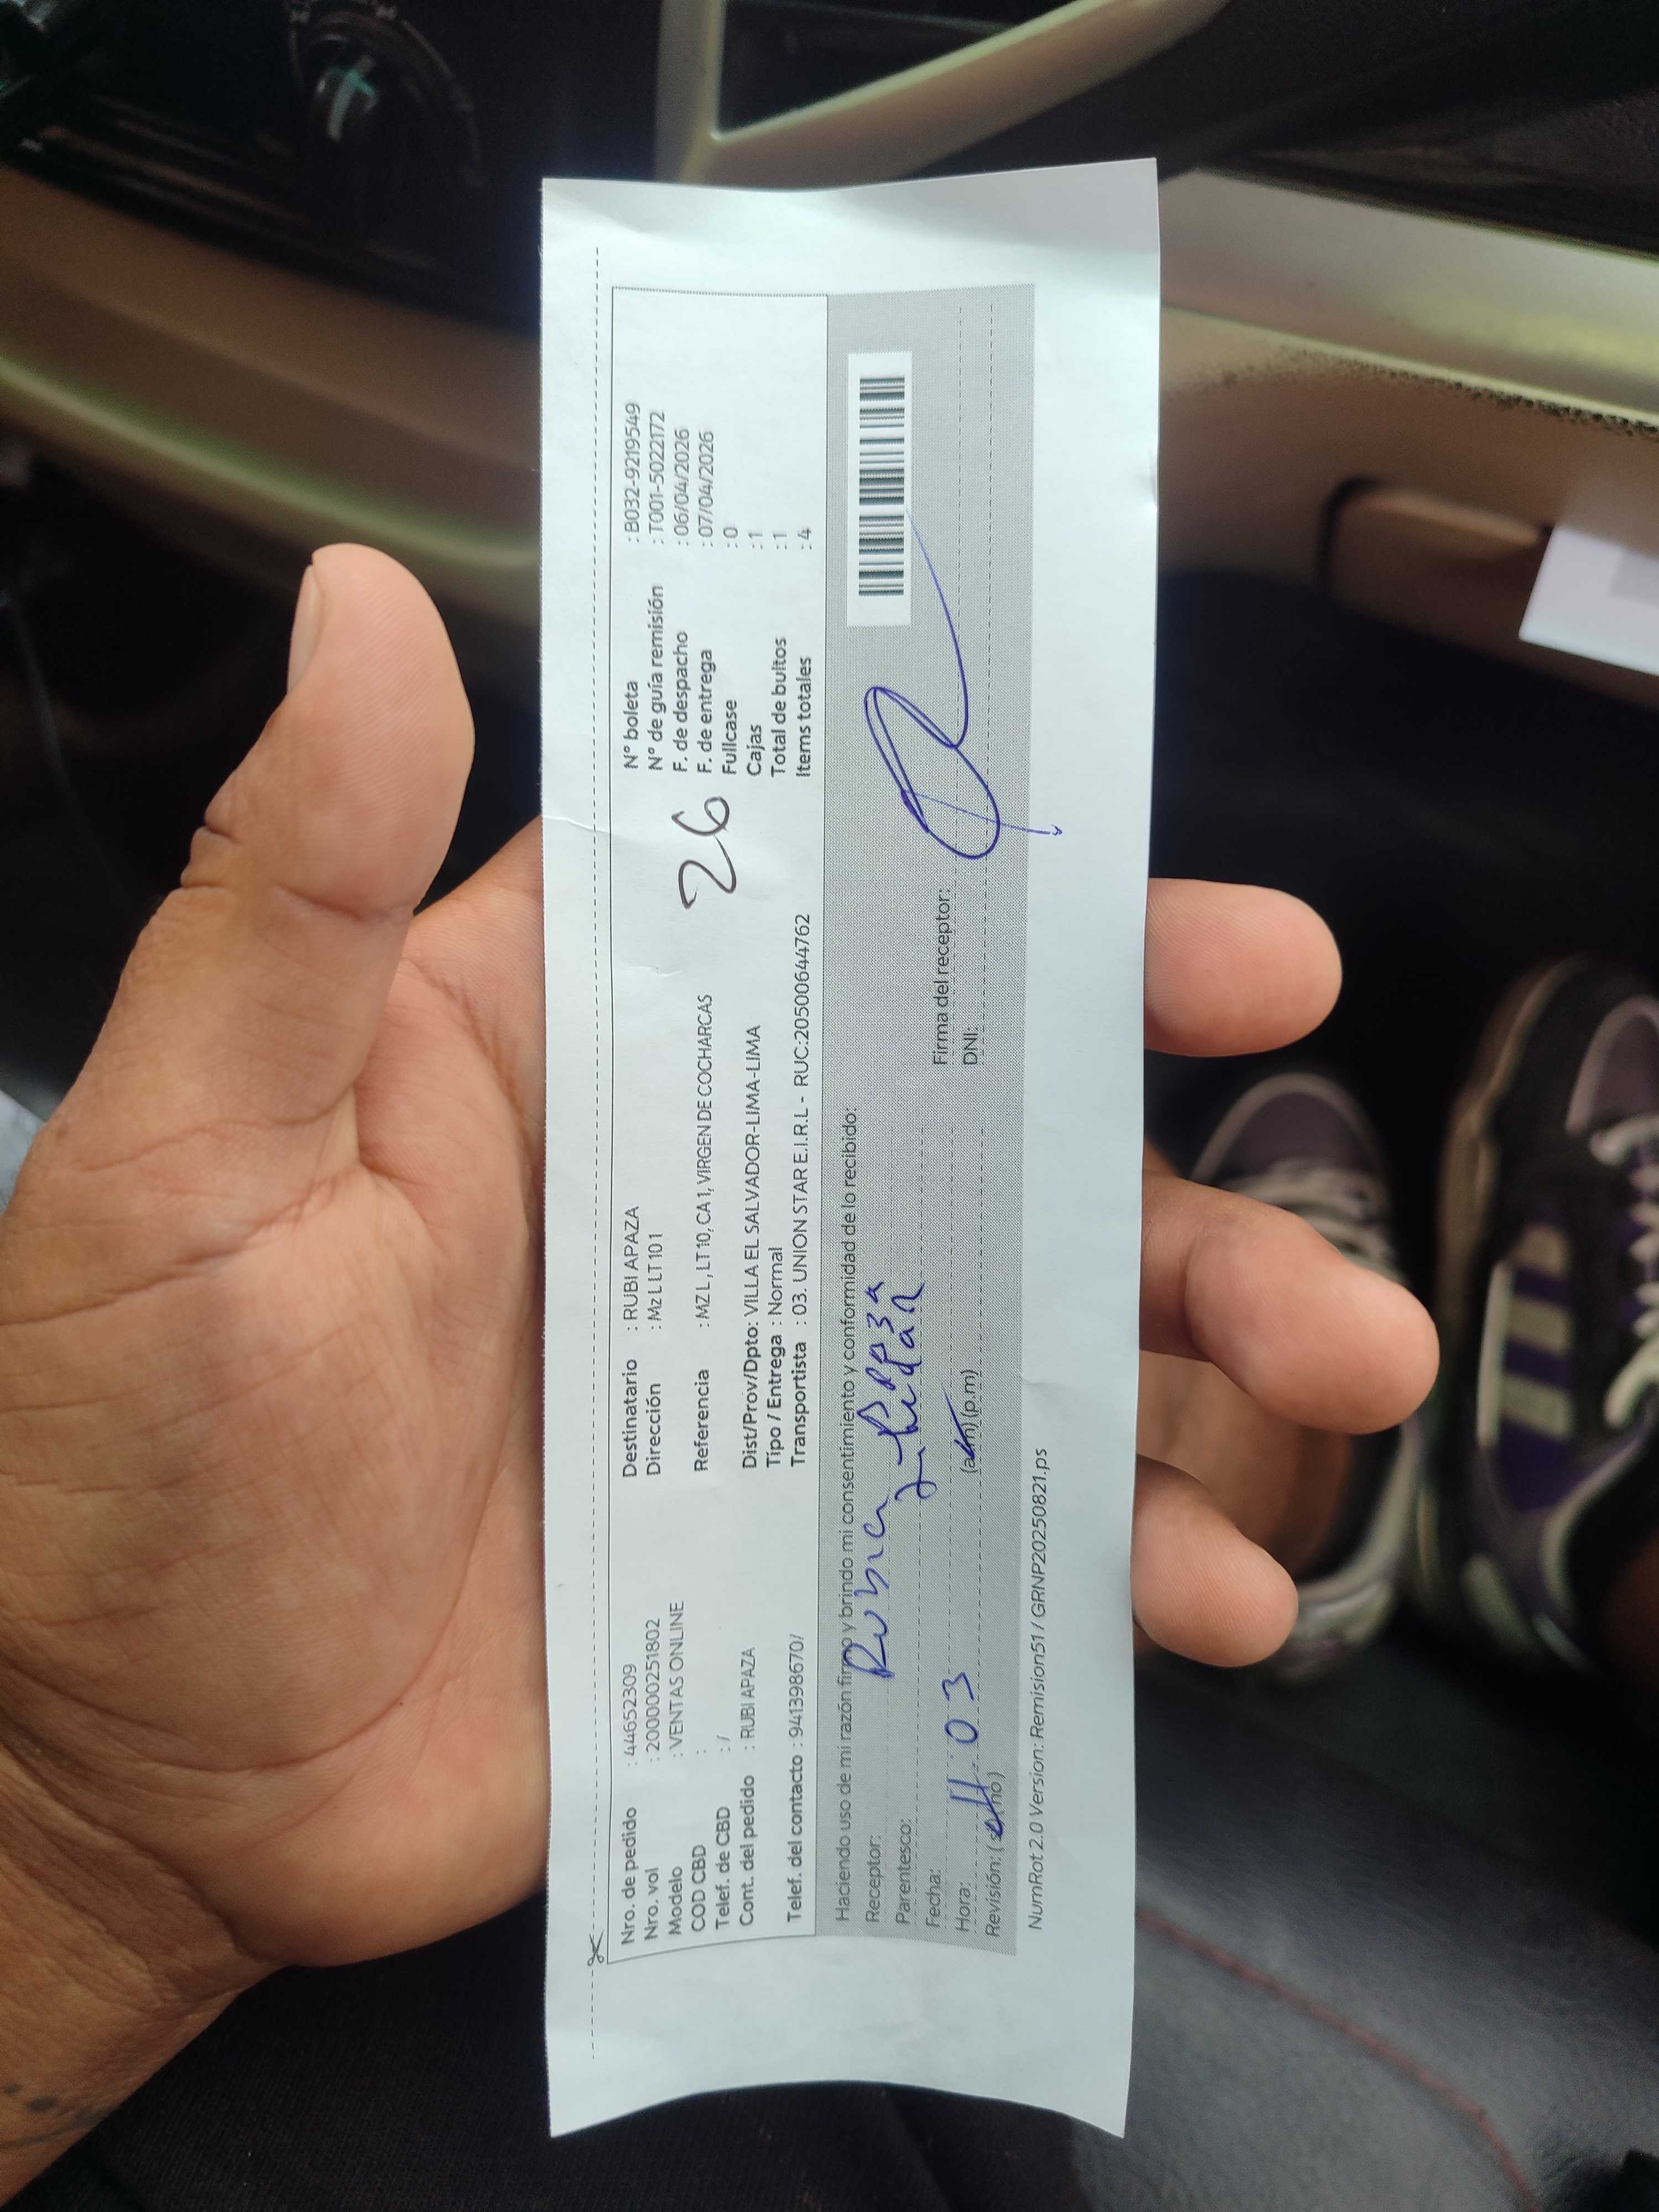 Nro. de pedido : 44652309 Destinatario : RUBI APAZA N° boleta : B032-9219549
Nro. vol : 200000251802 Dirección : Mz L LT 101 N° de guía remisión : T001-5022172
Modelo : VENTAS ONLINE F. de despacho : 06/04/2026
COD CBD : Referencia : MZ L , LT 10, CA 1, VIRGEN DE COCHARCAS 26 F. de entrega : 07/04/2026
Telef. de CBD : / Fullcase : 0
Cont. del pedido : RUBI APAZA Dist/Prov/Dpto: VILLA EL SALVADOR-LIMA-LIMA Cajas : 1
Tipo / Entrega : Normal Total de bultos : 1
Telef. del contacto : 941398670/ Transportista : 03. UNION STAR E.I.R.L - RUC:20500644762 Items totales : 4
Haciendo uso de mi razón firmo y brindo mi consentimiento y conformidad de lo recibido:
Receptor:
Parentesco:
Fecha: Firma del receptor:
Hora: 11.03 (a.m) (p.m) DNI:
Revisión: (si / no)
NumRot 2.0 Version: Remision51 / GRNP20250821.ps